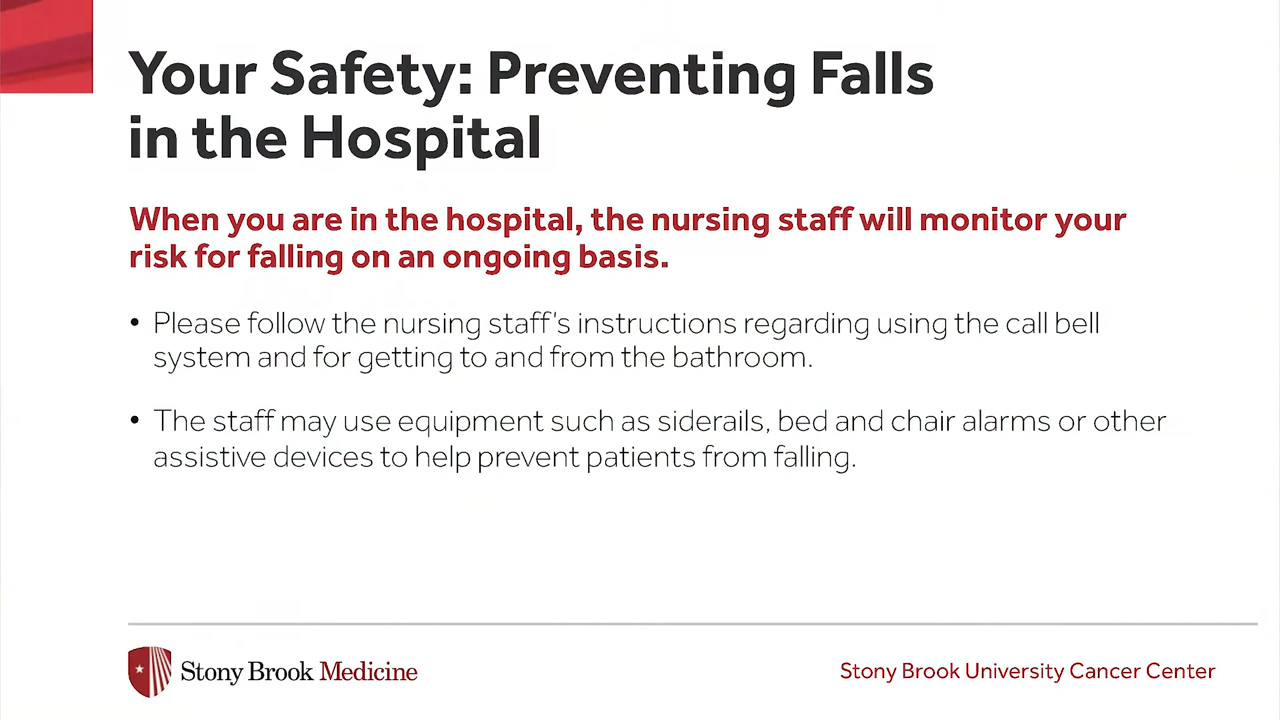 Your Safety: Preventing Falls
in the Hospital
When you are in the hospital, the nursing staff will monitor your
risk for falling on an ongoing basis.
• Please follow the nursing staff's instructions regarding using the call bell
system and for getting to and from the bathroom.
• The staff may use equipment such as siderails, bed and chair alarms or other
assistive devices to help prevent patients from falling.
Stony Brook Medicine
Stony Brook University Cancer Center